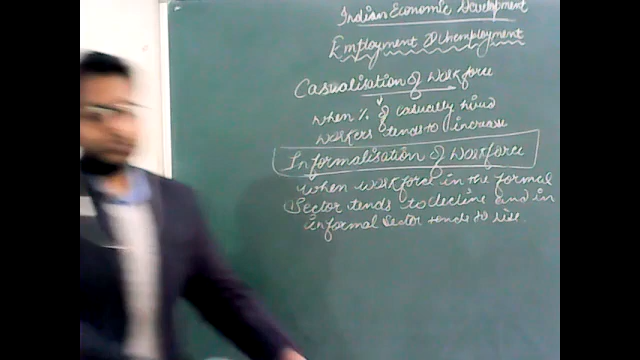 Indian Economic Development
Employment & Unemployment
Casualisation of Workforce
when % of casually hired
workers tends to increase
Informalisation of Workforce
when workforce in the formal
Sector tends to decline and in
informal sector tends to rise.